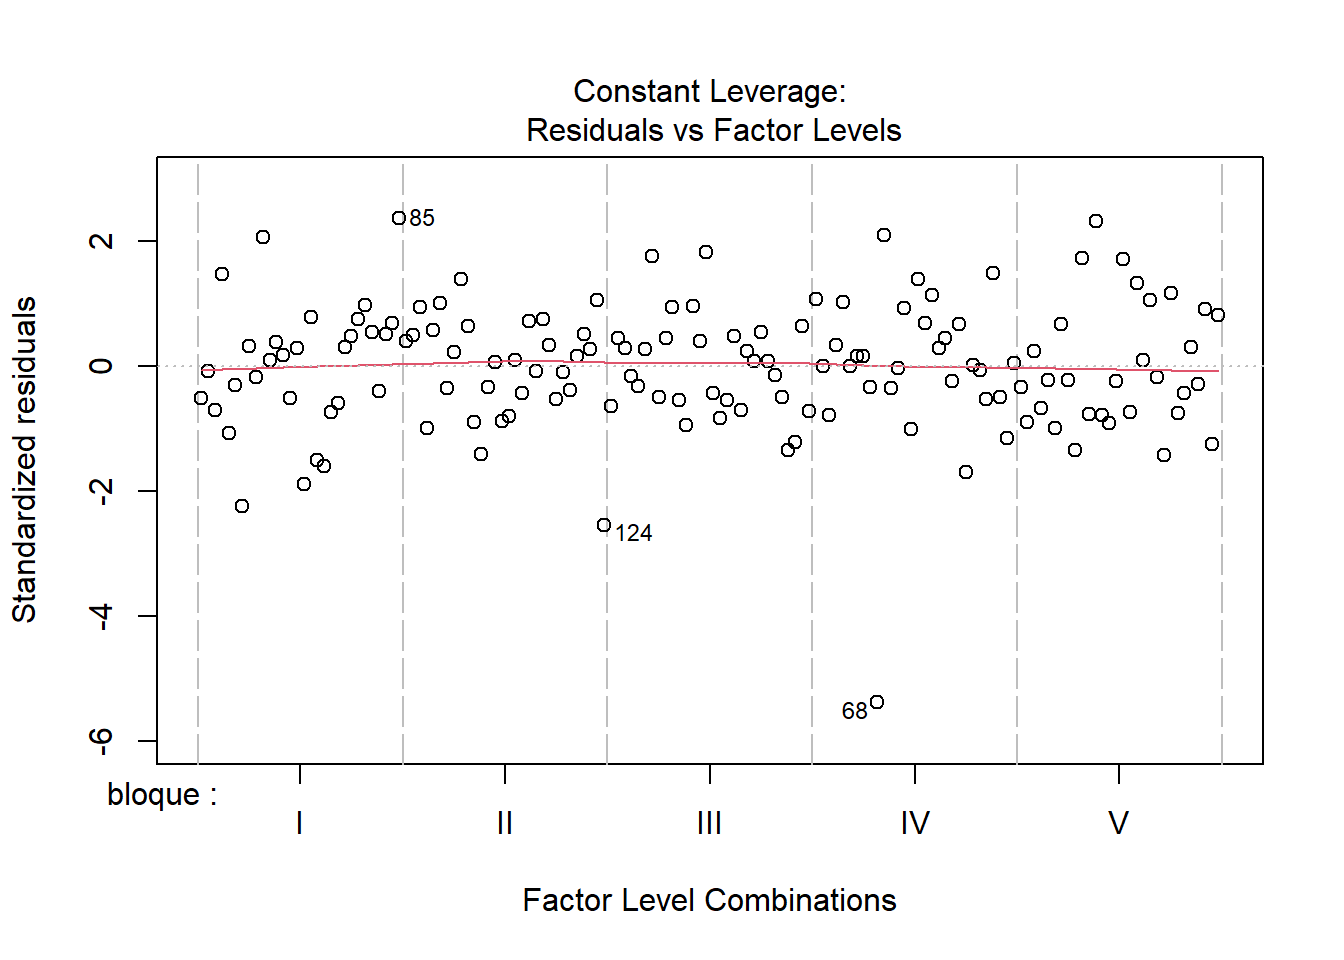 Constant Leverage:
Residuals vs Factor Levels
Standardized residuals
2
0
-2
-4
-6
85
124
68
bloque :
I II III IV V
Factor Level Combinations